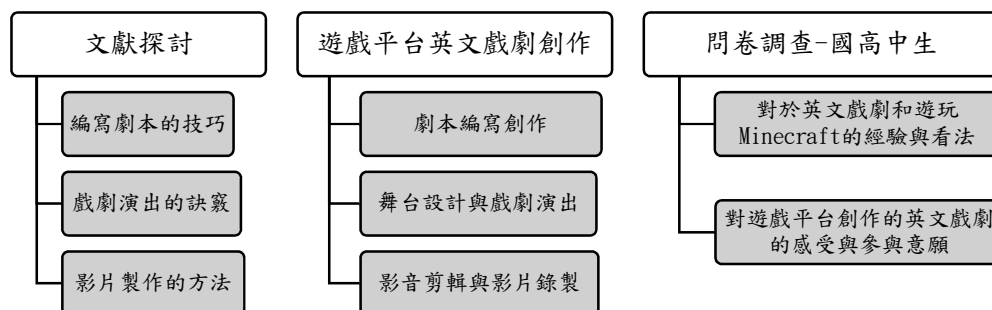 文獻探討
編寫劇本的技巧
戲劇演出的訣竅
影片製作的方法
遊戲平台英文戲劇創作
劇本編寫創作
舞台設計與戲劇演出
影音剪輯與影片錄製
問卷調查-國高中生
對於英文戲劇和遊玩
Minecraft的經驗與看法
對遊戲平台創作的英文戲劇
的感受與參與意願